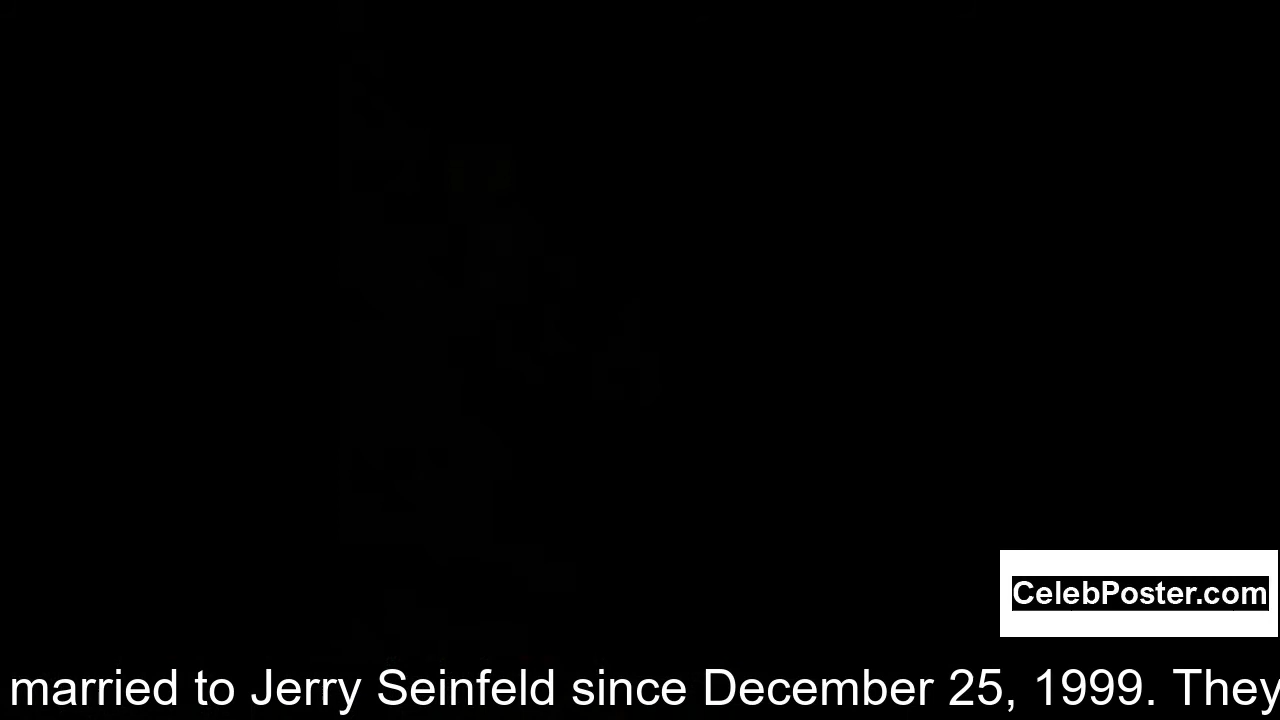 CelebPoster.com
married to Jerry Seinfeld since December 25, 1999. They